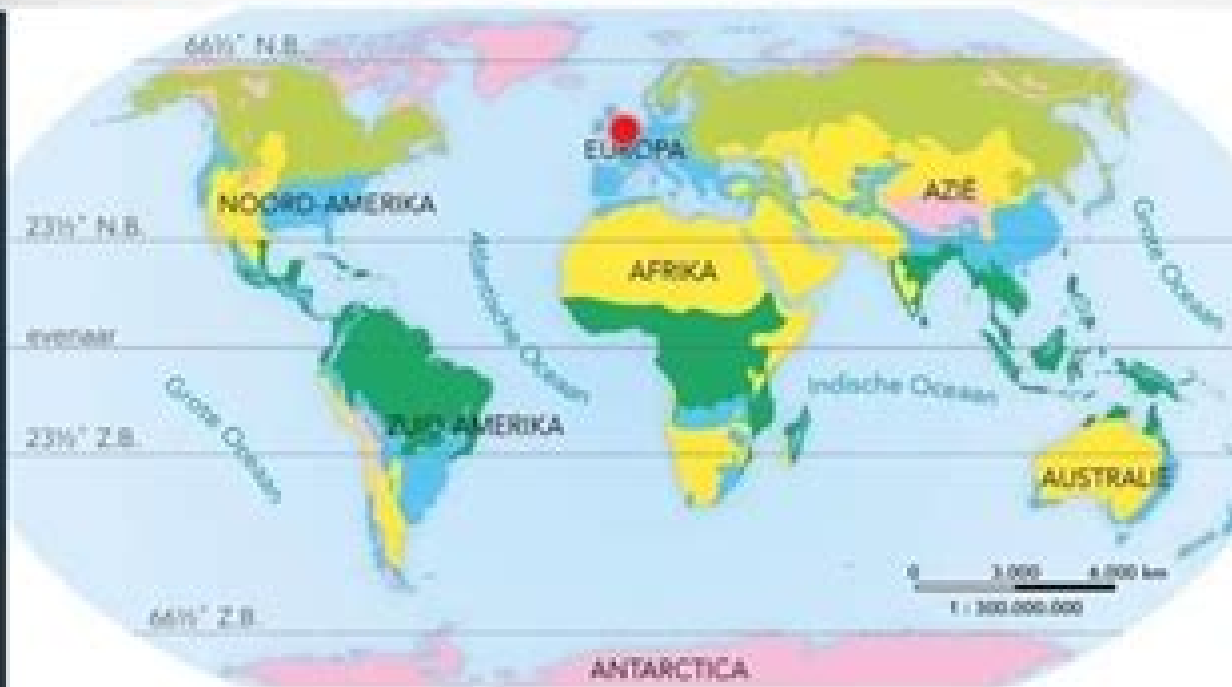 66½° N.B.
EUROPA
NOORD-AMERIKA
AZIË
23½° N.B.
Grote Oceaan
Atlantische Oceaan
AFRIKA
evenaar
Grote Oceaan
Indische Oceaan
ZUID-AMERIKA
23½° Z.B.
AUSTRALIË
0 3.000 6.000 km
1 : 300.000.000
66½° Z.B.
ANTARCTICA